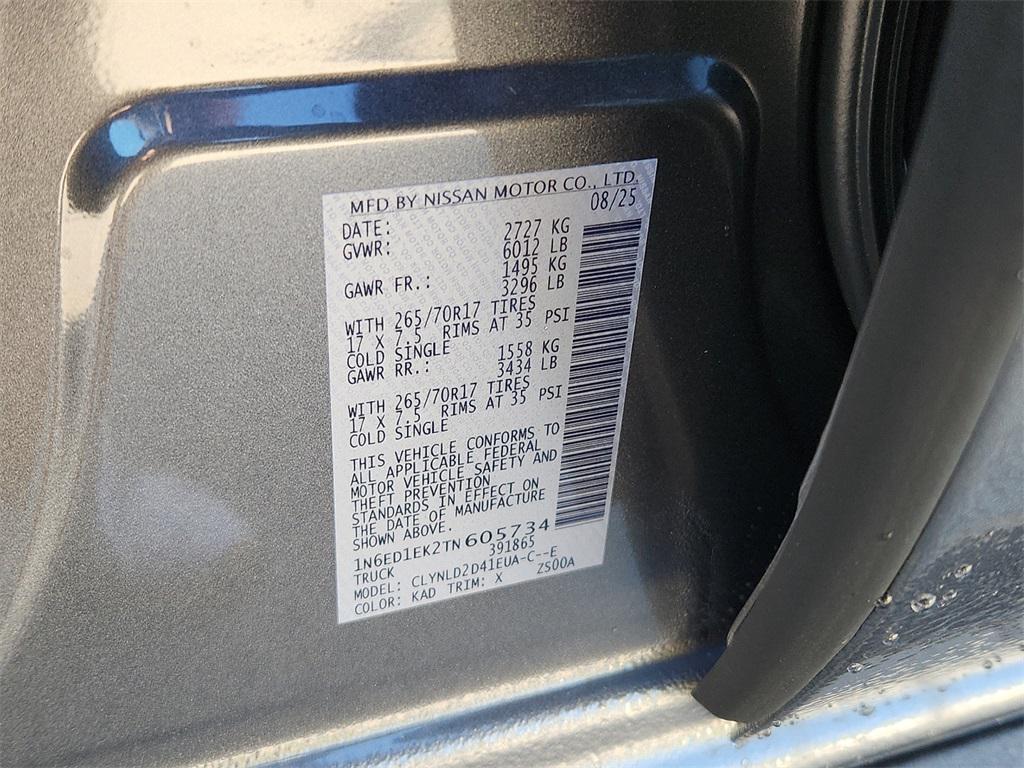 MFD BY NISSAN MOTOR CO., LTD.
DATE: 08/25
GVWR: 2727 KG
6012 LB
GAWR FR.: 1495 KG
3296 LB
WITH 265/70R17 TIRES
17 X 7.5 RIMS AT 35 PSI
COLD SINGLE
GAWR RR.: 1558 KG
3434 LB
WITH 265/70R17 TIRES
17 X 7.5 RIMS AT 35 PSI
COLD SINGLE
THIS VEHICLE CONFORMS TO
ALL APPLICABLE FEDERAL
MOTOR VEHICLE SAFETY AND
THEFT PREVENTION
STANDARDS IN EFFECT ON
THE DATE OF MANUFACTURE
SHOWN ABOVE.
1N6ED1EK2TN605734
TRUCK 391865
MODEL: CLYNLD2D41EUA-C--E
COLOR: KAD TRIM: X ZS00A